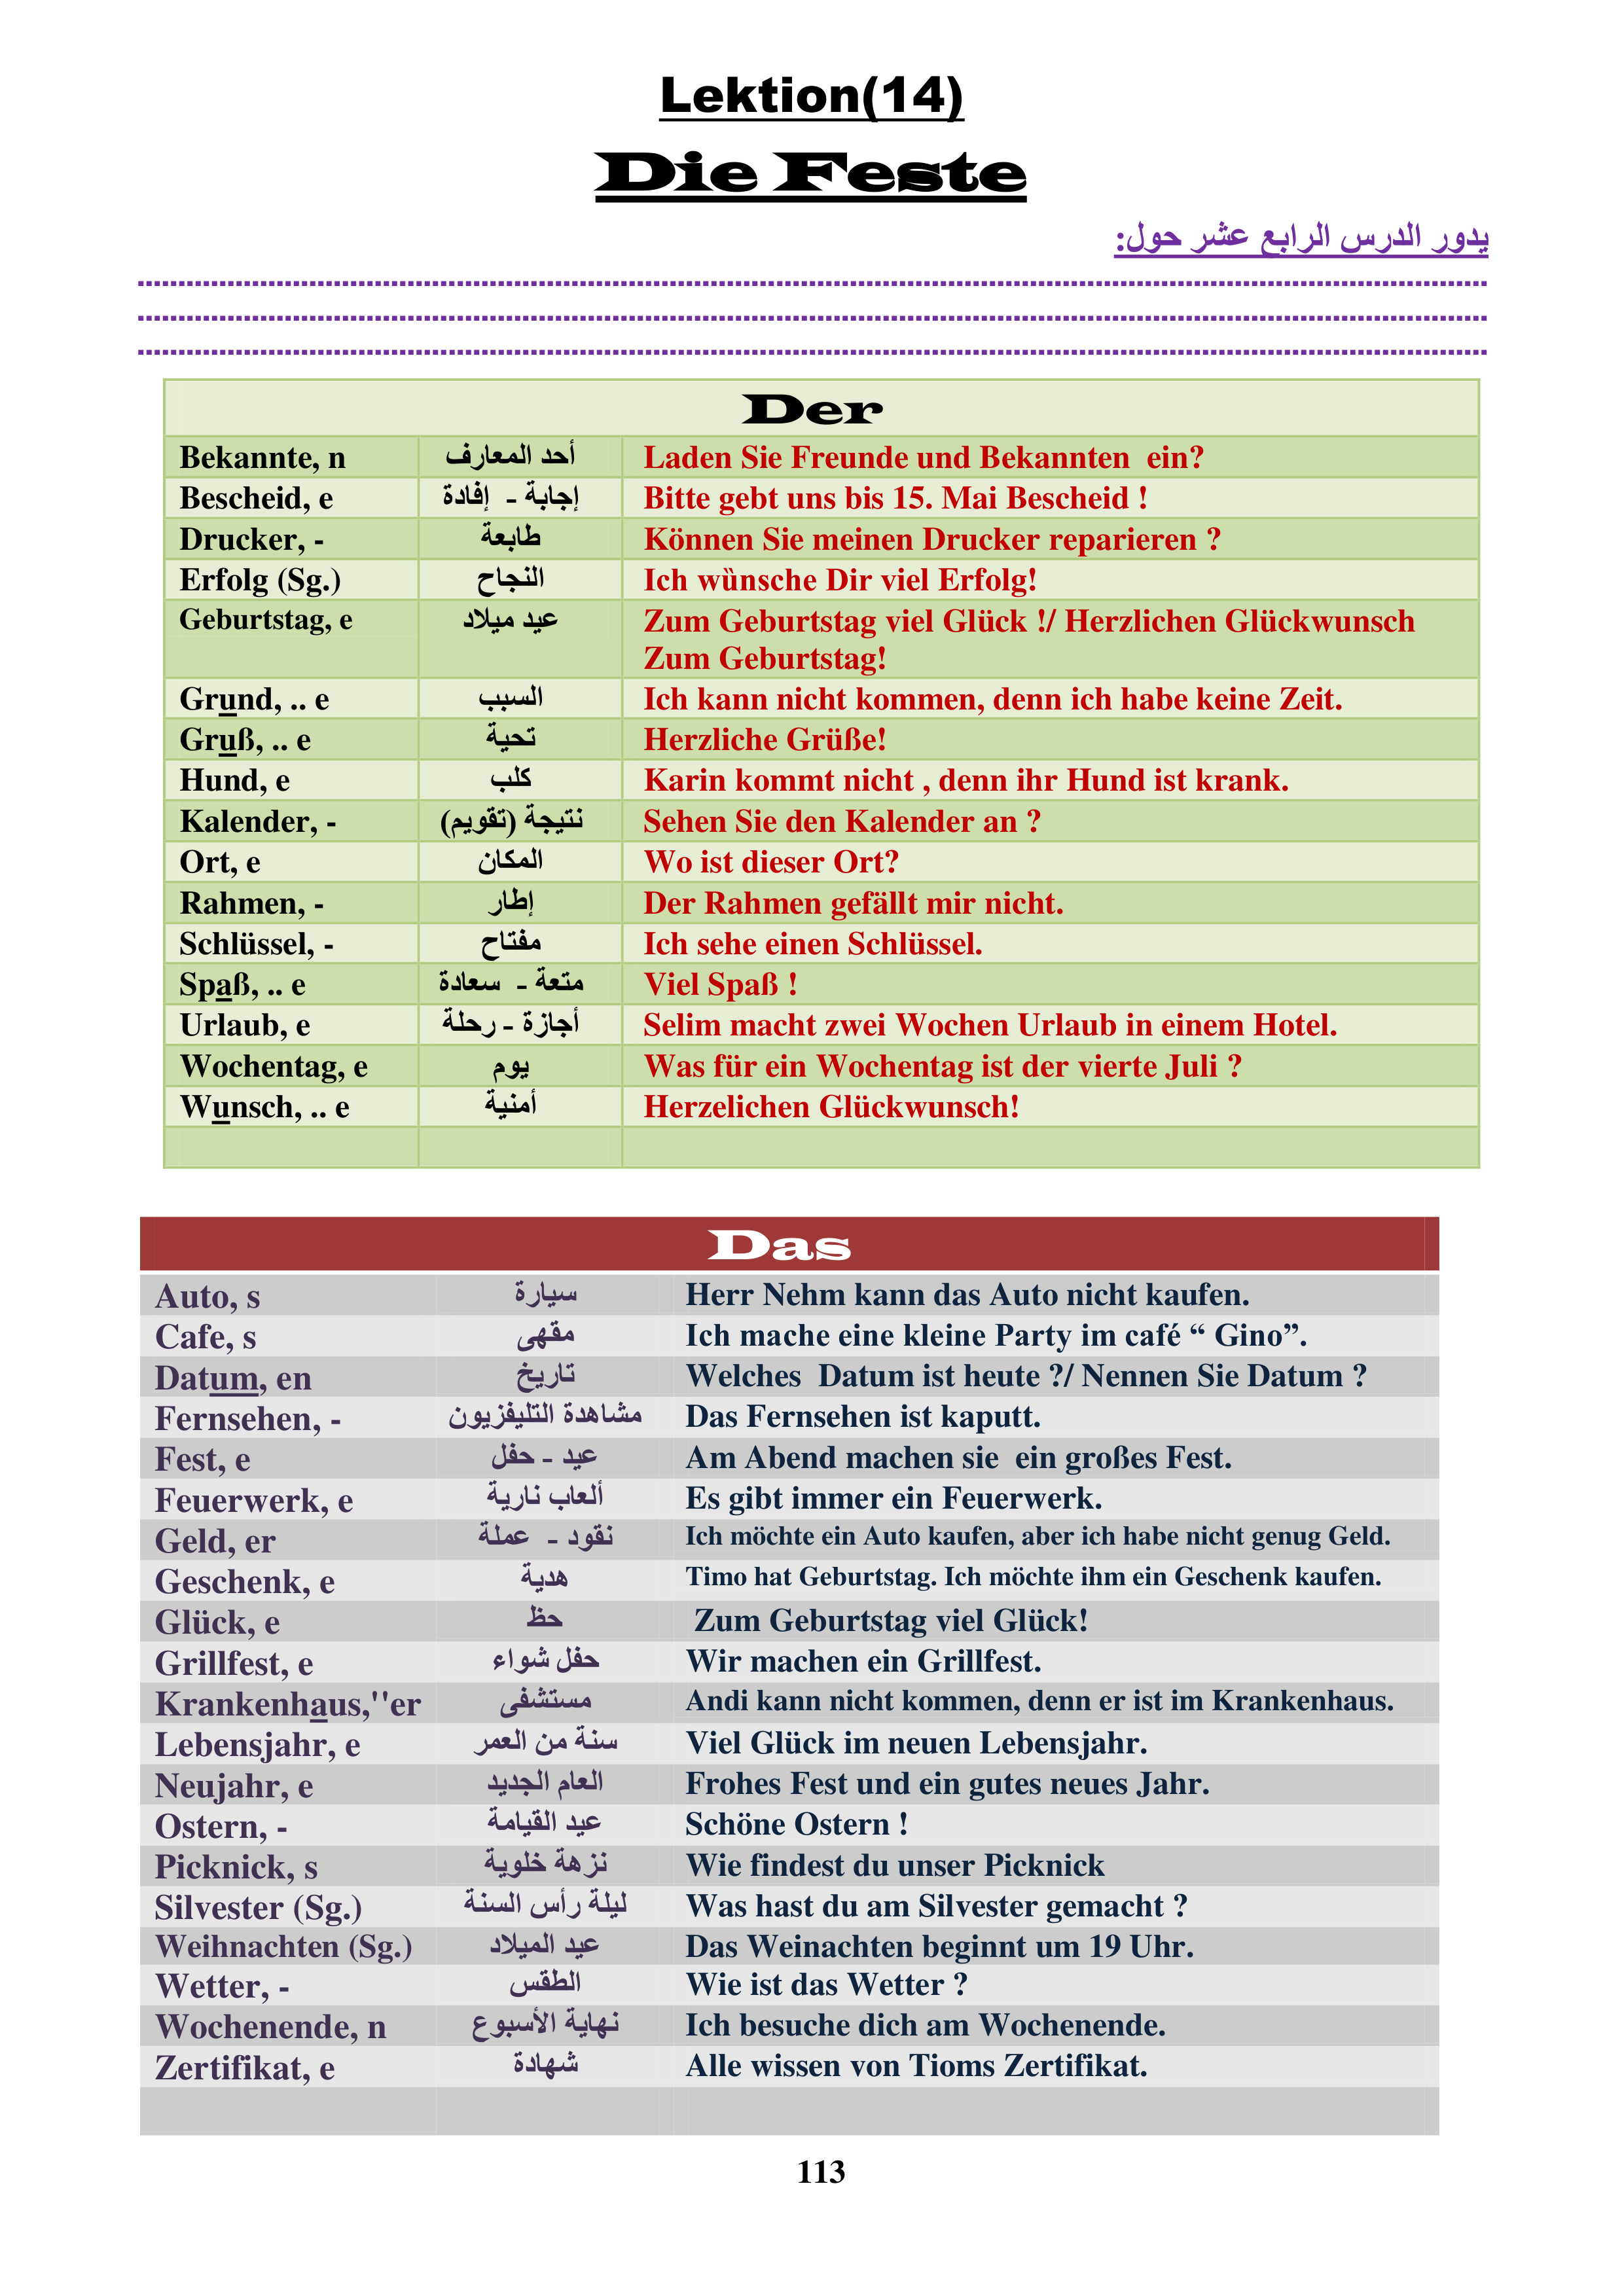 Lektion(14)
Die Feste
يدور الدرس الرابع عشر حول:
Der
Bekannte, n أحد المعارف Laden Sie Freunde und Bekannten ein?
Bescheid, e إجابة - إفادة Bitte gebt uns bis 15. Mai Bescheid !
Drucker, - طابعة Können Sie meinen Drucker reparieren ?
Erfolg (Sg.) النجاح Ich wünsche Dir viel Erfolg!
Geburtstag, e عيد ميلاد Zum Geburtstag viel Glück !/ Herzlichen Glückwunsch
Zum Geburtstag!
Grund, .. e السبب Ich kann nicht kommen, denn ich habe keine Zeit.
Gruß, .. e تحية Herzliche Grüße!
Hund, e كلب Karin kommt nicht , denn ihr Hund ist krank.
Kalender, - نتيجة (تقويم) Sehen Sie den Kalender an ?
Ort, e المكان Wo ist dieser Ort?
Rahmen, - إطار Der Rahmen gefällt mir nicht.
Schlüssel, - مفتاح Ich sehe einen Schlüssel.
Spaß, .. e متعة - سعادة Viel Spaß !
Urlaub, e أجازة - رحلة Selim macht zwei Wochen Urlaub in einem Hotel.
Wochentag, e يوم Was für ein Wochentag ist der vierte Juli ?
Wunsch, .. e أمنية Herzelichen Glückwunsch!
Das
Auto, s سيارة Herr Nehm kann das Auto nicht kaufen.
Cafe, s مقهى Ich mache eine kleine Party im café “ Gino”.
Datum, en تاريخ Welches Datum ist heute ?/ Nennen Sie Datum ?
Fernsehen, - مشاهدة التليفزيون Das Fernsehen ist kaputt.
Fest, e عيد - حفل Am Abend machen sie ein großes Fest.
Feuerwerk, e ألعاب نارية Es gibt immer ein Feuerwerk.
Geld, er نقود - عملة Ich möchte ein Auto kaufen, aber ich habe nicht genug Geld.
Geschenk, e هدية Timo hat Geburtstag. Ich möchte ihm ein Geschenk kaufen.
Glück, e حظ Zum Geburtstag viel Glück!
Grillfest, e حفل شواء Wir machen ein Grillfest.
Krankenhaus,''er مستشفى Andi kann nicht kommen, denn er ist im Krankenhaus.
Lebensjahr, e سنة من العمر Viel Glück im neuen Lebensjahr.
Neujahr, e العام الجديد Frohes Fest und ein gutes neues Jahr.
Ostern, - عيد القيامة Schöne Ostern !
Picknick, s نزهة خلوية Wie findest du unser Picknick
Silvester (Sg.) ليلة رأس السنة Was hast du am Silvester gemacht ?
Weihnachten (Sg.) عيد الميلاد Das Weinachten beginnt um 19 Uhr.
Wetter, - الطقس Wie ist das Wetter ?
Wochenende, n نهاية الأسبوع Ich besuche dich am Wochenende.
Zertifikat, e شهادة Alle wissen von Tioms Zertifikat.
113